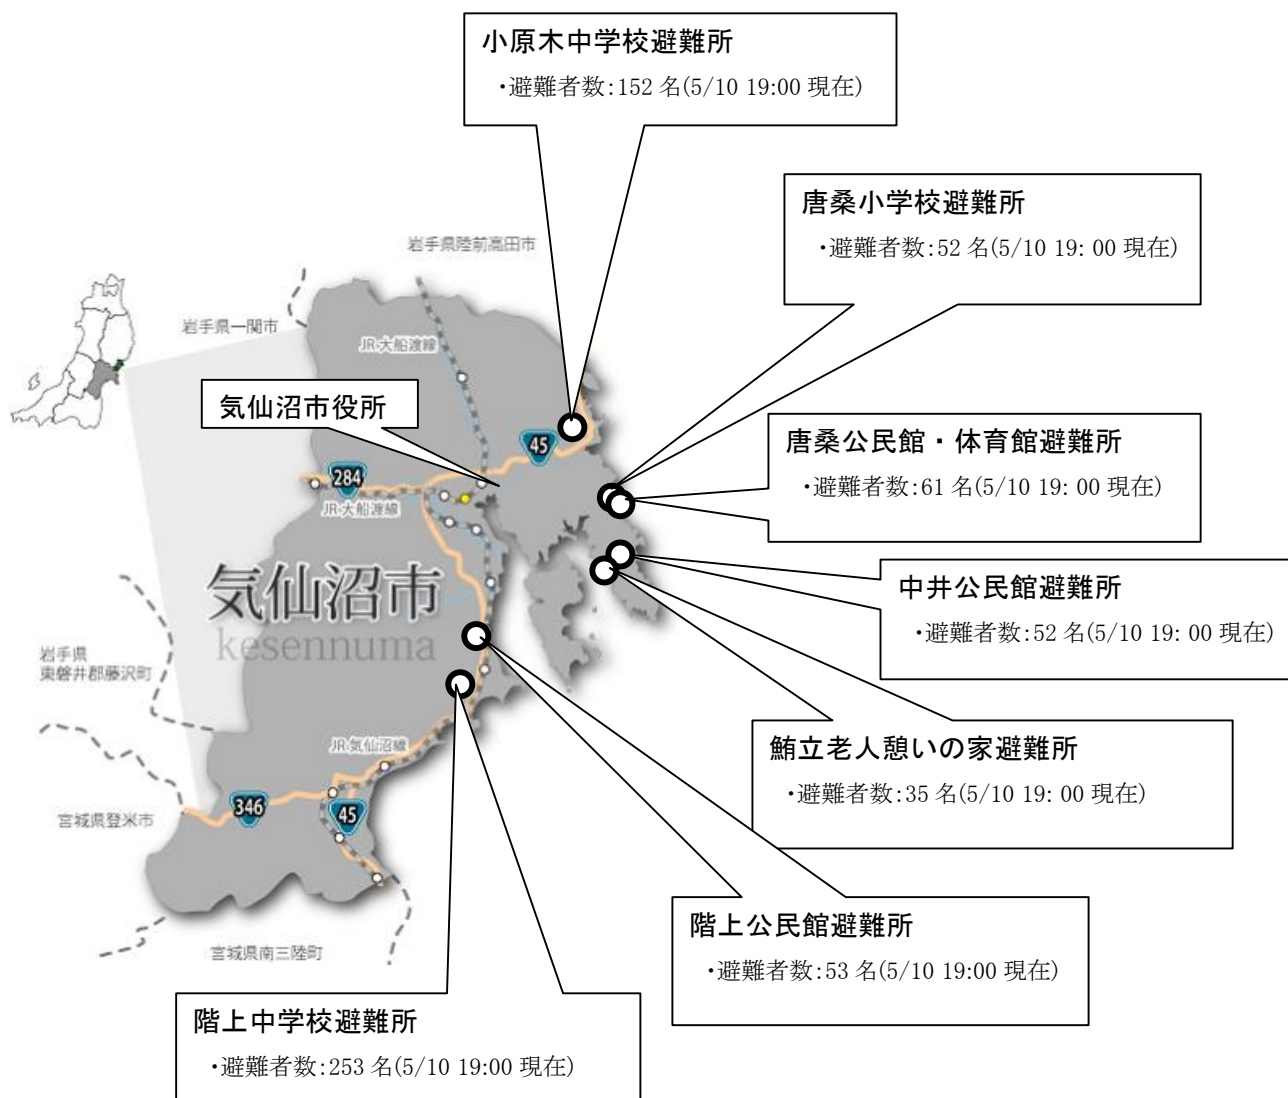 小原木中学校避難所
・避難者数:152 名(5/10 19:00 現在)
唐桑小学校避難所
・避難者数:52 名(5/10 19: 00 現在)
岩手県陸前高田市
岩手県一関市
JR大船渡線
気仙沼市役所
45
唐桑公民館・体育館避難所
・避難者数:61 名(5/10 19: 00 現在)
284
JR大船渡線
気仙沼市
kesennuma
中井公民館避難所
・避難者数:52 名(5/10 19: 00 現在)
岩手県
東磐井郡藤沢町
JR気仙沼線
鮪立老人憩いの家避難所
・避難者数:35 名(5/10 19: 00 現在)
346
45
宮城県登米市
階上公民館避難所
・避難者数:53 名(5/10 19:00 現在)
宮城県南三陸町
階上中学校避難所
・避難者数:253 名(5/10 19:00 現在)